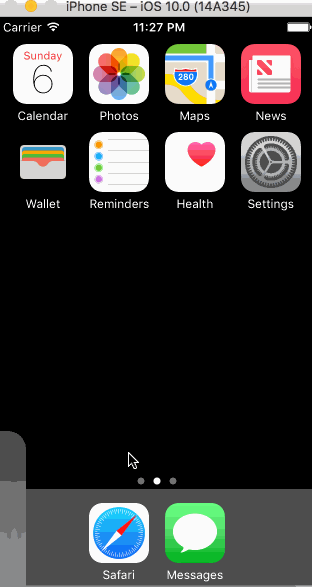 iPhone SE – iOS 10.0 (14A345)
Carrier 11:27 PM
Sunday
6
280
Calendar Photos Maps News
Wallet Reminders Health Settings
Safari Messages